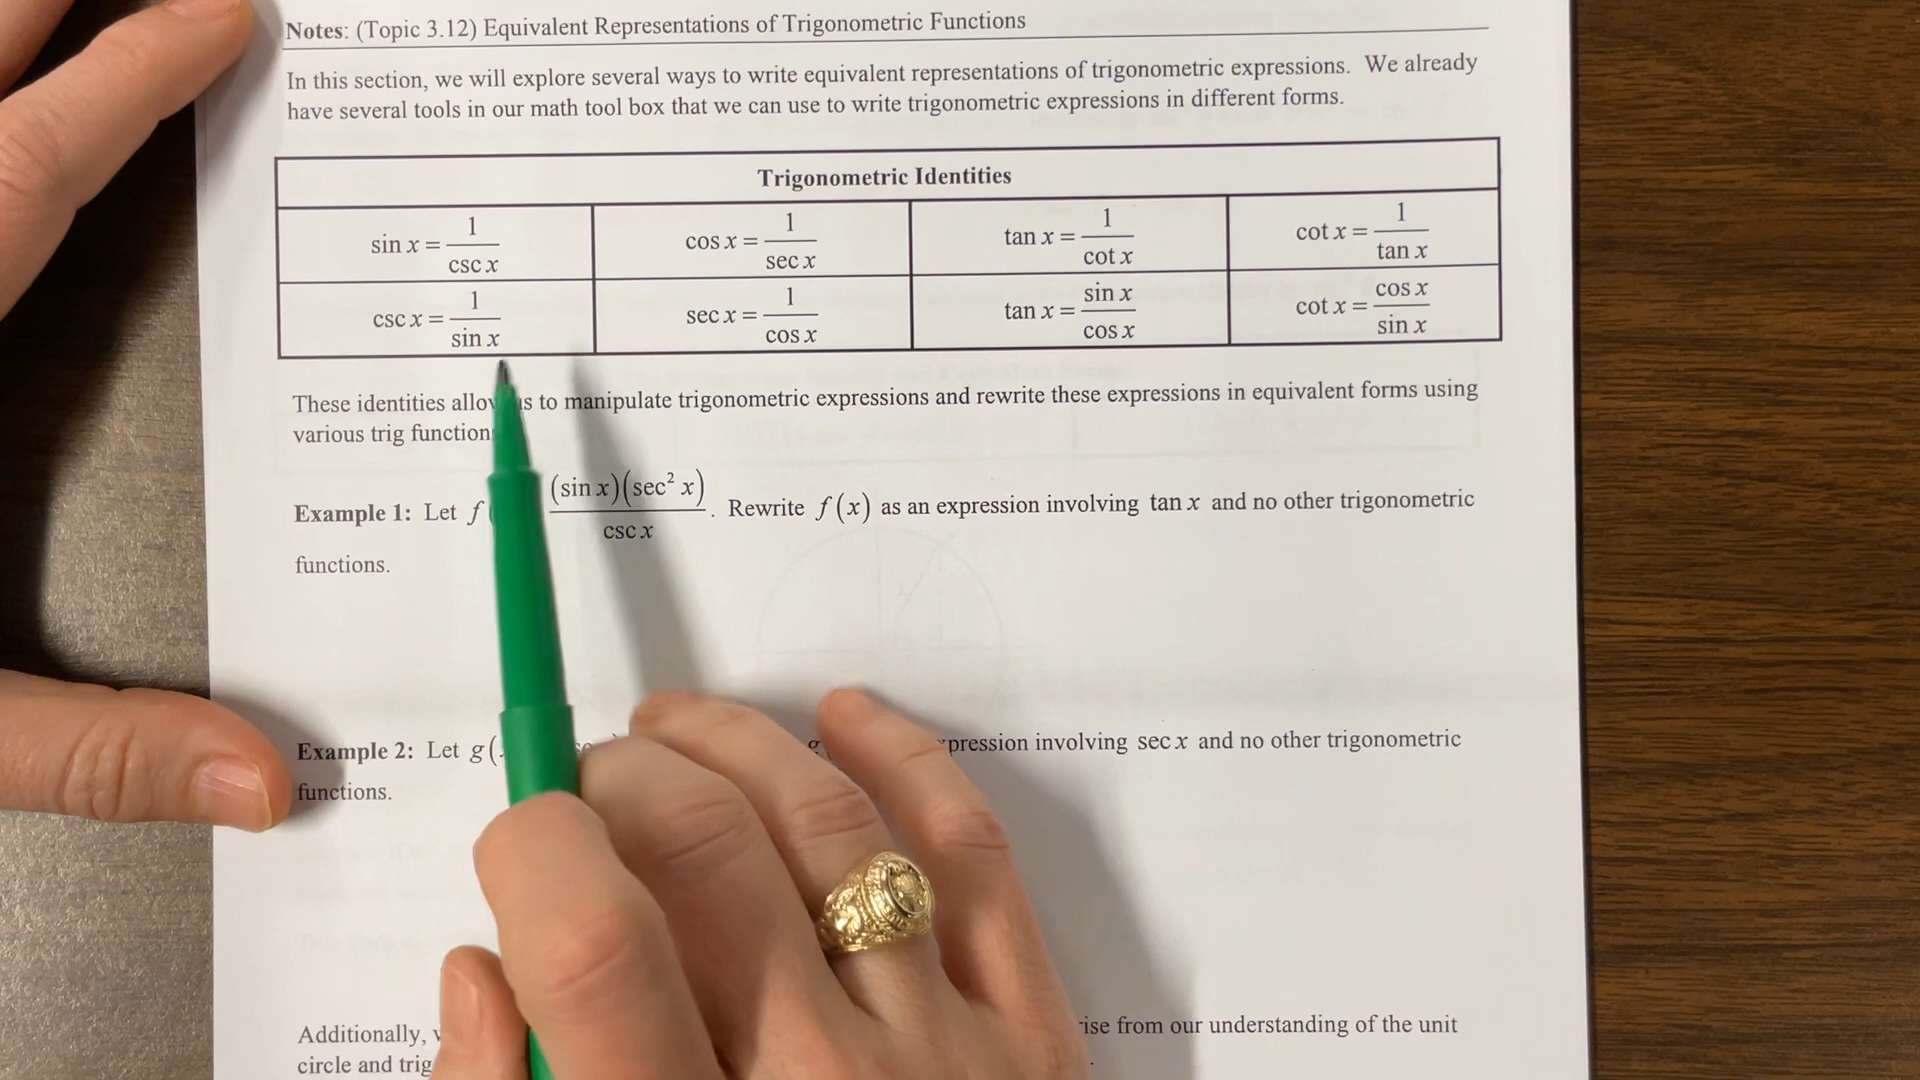 Notes: (Topic 3.12) Equivalent Representations of Trigonometric Functions
In this section, we will explore several ways to write equivalent representations of trigonometric expressions. We already
have several tools in our math tool box that we can use to write trigonometric expressions in different forms.
Trigonometric Identities
sin x = 1/csc x cos x = 1/sec x tan x = 1/cot x cot x = 1/tan x
csc x = 1/sin x sec x = 1/cos x tan x = sin x/cos x cot x = cos x/sin x
These identities allow us to manipulate trigonometric expressions and rewrite these expressions in equivalent forms using
various trig function
Example 1: Let f (sin x)(sec² x)/csc x. Rewrite f(x) as an expression involving tan x and no other trigonometric
functions.
Example 2: Let g( pression involving sec x and no other trigonometric
functions.
Additionally, rise from our understanding of the unit
circle and trig